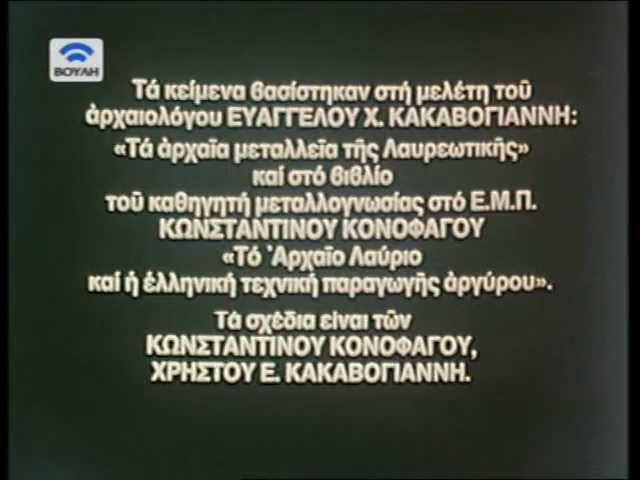 ΒΟΥΛΗ
Τά κείμενα βασίστηκαν στή μελέτη τοῦ
ἀρχαιολόγου ΕΥΑΓΓΕΛΟΥ Χ. ΚΑΚΑΒΟΓΙΑΝΝΗ:
«Τά ἀρχαῖα μεταλλεῖα τῆς Λαυρεωτικῆς»
καί στό βιβλίο
τοῦ καθηγητή μεταλλογνωσίας στό Ε.Μ.Π.
ΚΩΝΣΤΑΝΤΙΝΟΥ ΚΟΝΟΦΑΓΟΥ
«Τό Ἀρχαῖο Λαύριο
καί ἡ ἑλληνική τεχνική παραγωγῆς ἀργύρου».
Τά σχέδια εἶναι τῶν
ΚΩΝΣΤΑΝΤΙΝΟΥ ΚΟΝΟΦΑΓΟΥ,
ΧΡΗΣΤΟΥ Ε. ΚΑΚΑΒΟΓΙΑΝΝΗ.